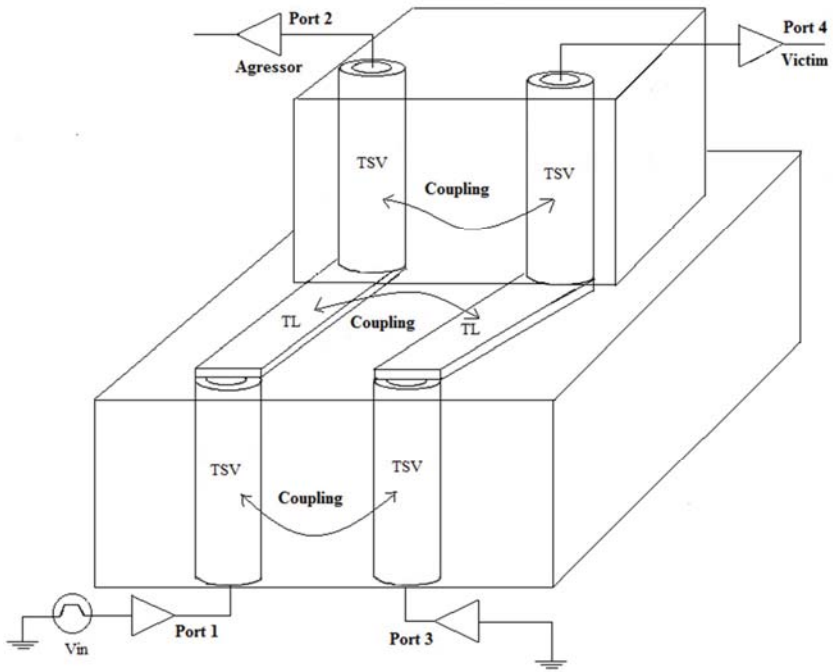 Port 2
Port 4
Agressor
Victim
TSV
TSV
Coupling
Coupling
TL
TL
TSV
TSV
Coupling
Vin
Port 1
Port 3